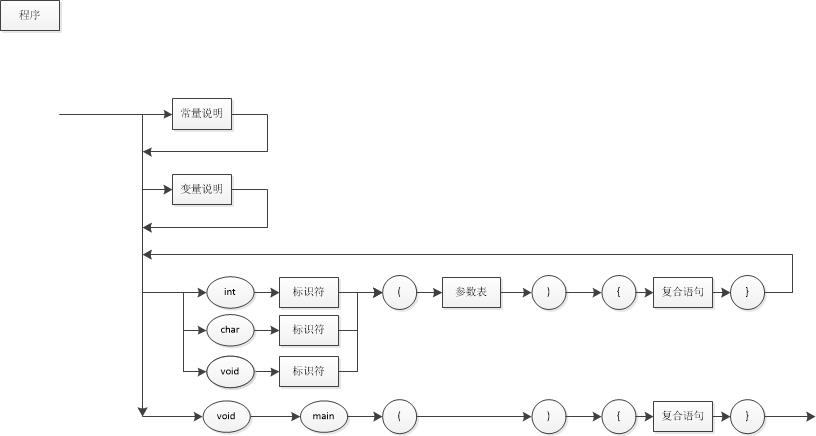 程序
常量说明
变量说明
int 标识符 ( 参数表 ) { 复合语句 }
char 标识符
void 标识符
void main ( ) { 复合语句 }